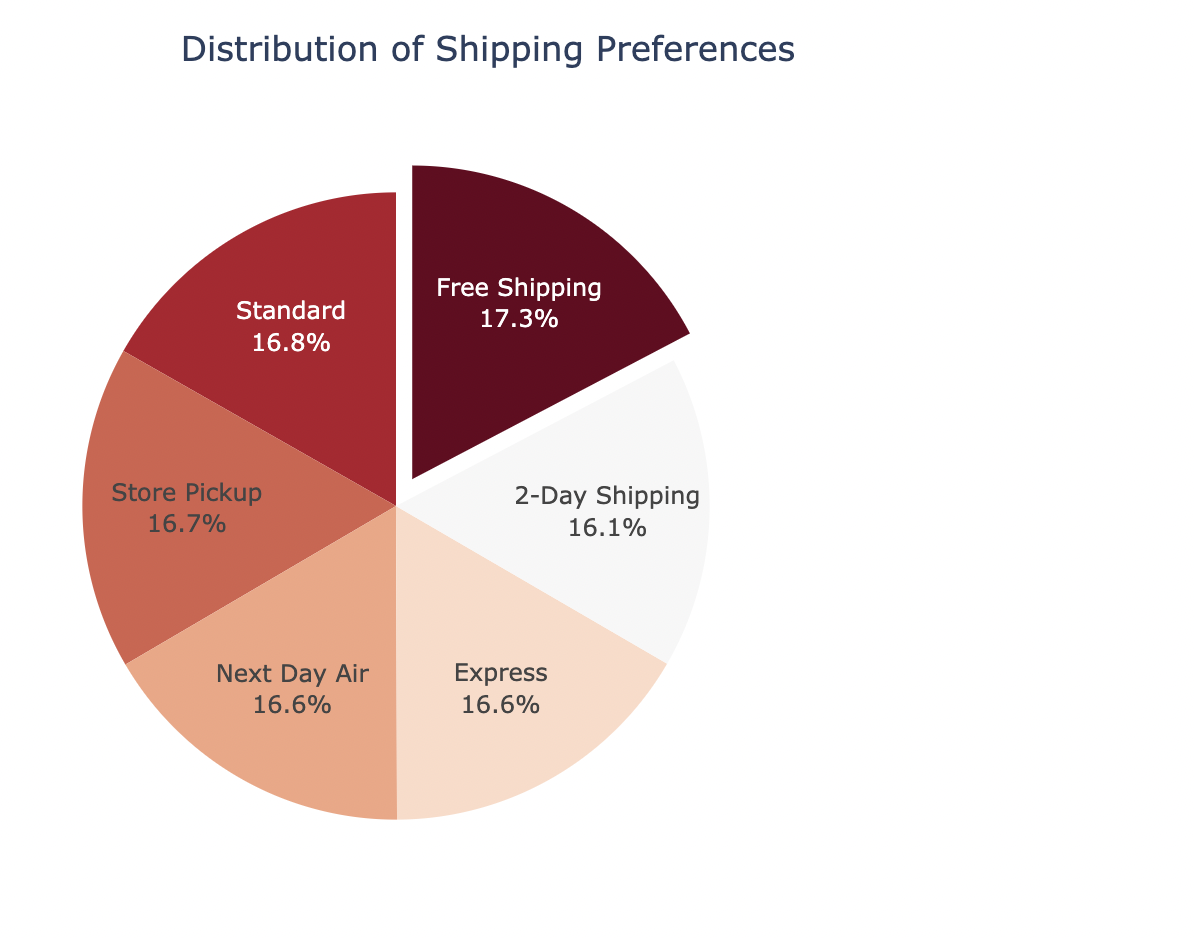 Distribution of Shipping Preferences
Free Shipping
17.3%
Standard
16.8%
Store Pickup
16.7%
2-Day Shipping
16.1%
Next Day Air
16.6%
Express
16.6%